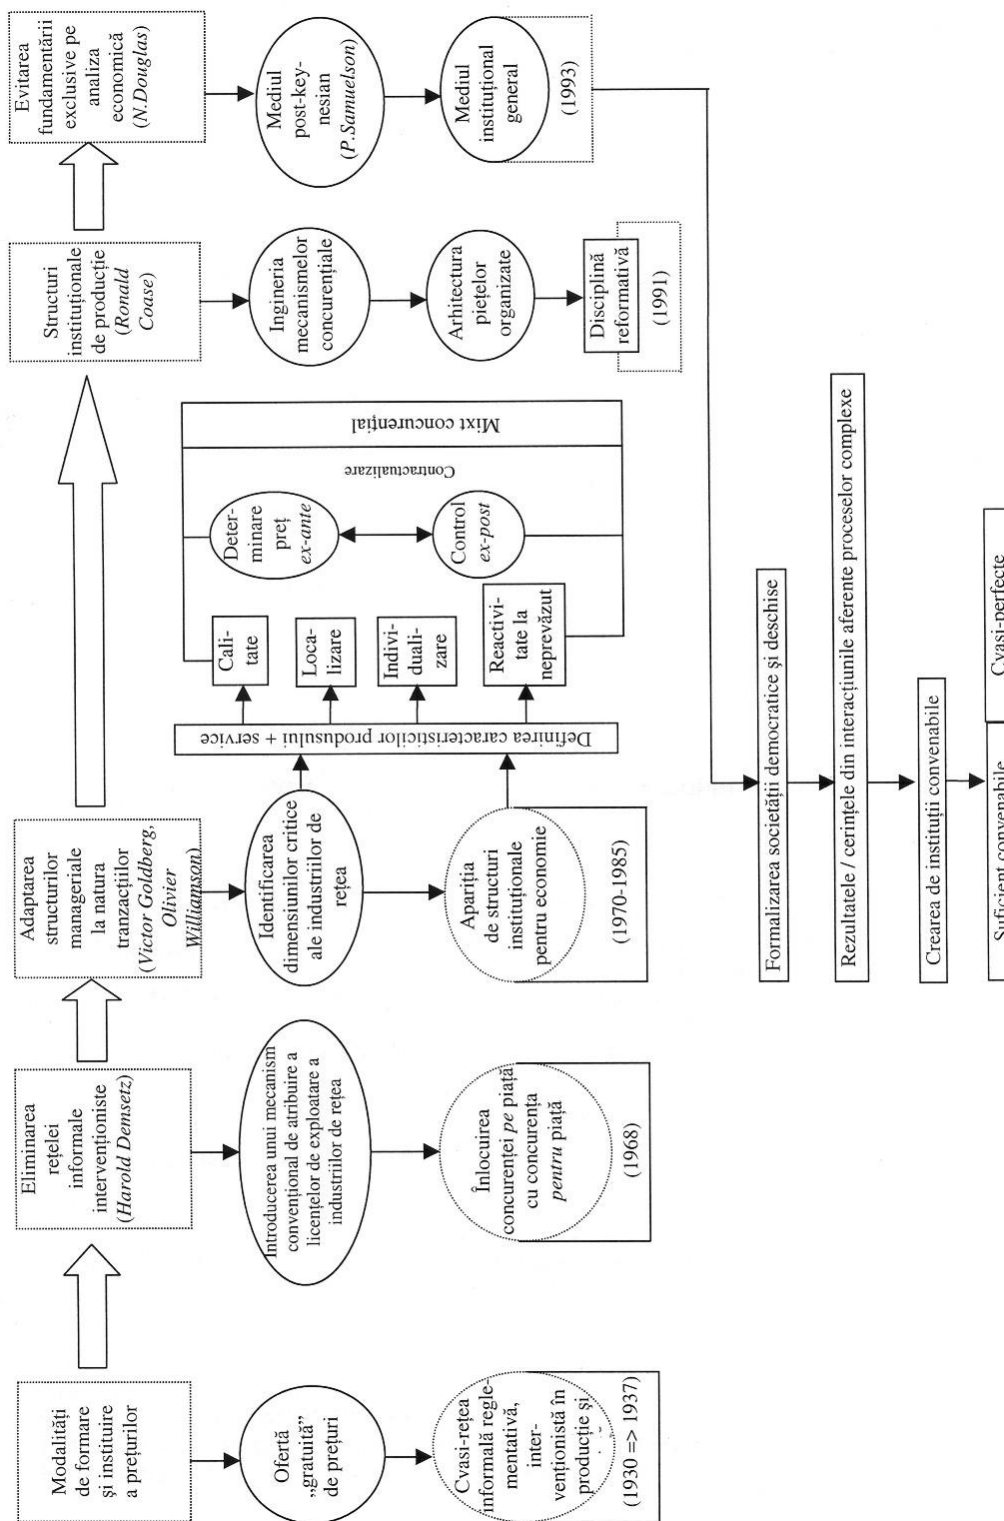 Modalități
de formare
și instituire
a prețurilor
Ofertă
„gratuită”
de prețuri
Cvasi-rețea
informală regle-
mentativă,
inter-
venționistă în
producție și
(1930 => 1937)
Eliminarea
rețelei
informale
intervenționiste
(Harold Demsetz)
Introducerea unui mecanism
convențional de atribuire a
licențelor de exploatare a
industriilor de rețea
Înlocuirea
concurenței pe piață
cu concurența
pentru piață
(1968)
Adaptarea
structurilor
manageriale
la natura
tranzacțiilor
(Victor Goldberg,
Olivier
Williamson)
Identificarea
dimensiunilor critice
ale industriilor de
rețea
Apariția
de structuri
instituționale
pentru economie
(1970-1985)
Definirea caracteristicilor produsului + service
Cali-
tate
Loca-
lizare
Indivi-
duali-
zare
Reactivi-
tate la
neprevăzut
Deter-
minare
preț
ex-ante
Control
ex-post
Contractualizare
Mixt concurențial
Structuri
instituționale
de producție
(Ronald
Coase)
Ingineria
mecanismelor
concurențiale
Arhitectura
piețelor
organizate
Disciplină
reformativă
(1991)
Evitarea
fundamentării
exclusive pe
analiza
economică
(N.Douglas)
Mediul
post-key-
nesian
(P.Samuelson)
Mediul
instituțional
general
(1993)
Formalizarea societății democratice și deschise
Rezultatele / cerințele din interacțiunile aferente proceselor complexe
Crearea de instituții convenabile
Suficient convenabile
Cvasi-perfecte